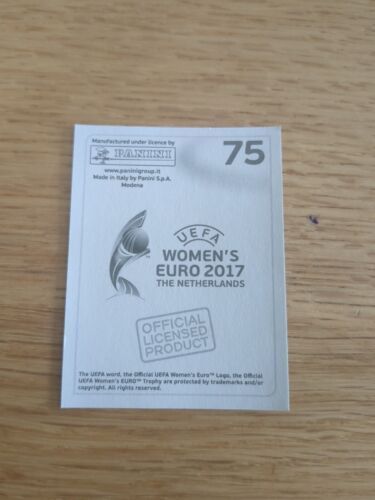 Manufactured under licence by
PANINI
75
www.paninigroup.it
Made in Italy by Panini S.p.A.
Modena
UEFA
WOMEN'S
EURO 2017
THE NETHERLANDS
OFFICIAL
LICENSED
PRODUCT
The UEFA word, the Official UEFA Women's Euro™ Logo, the Official
UEFA Women's EURO™ Trophy are protected by trademarks and/or
copyright. All rights reserved.